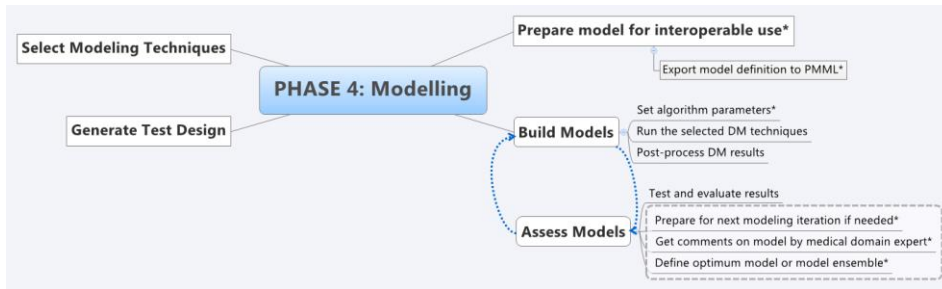 Select Modeling Techniques
PHASE 4: Modelling
Generate Test Design
Prepare model for interoperable use*
Export model definition to PMML*
Build Models
Set algorithm parameters*
Run the selected DM techniques
Post-process DM results
Assess Models
Test and evaluate results
Prepare for next modeling iteration if needed*
Get comments on model by medical domain expert*
Define optimum model or model ensemble*